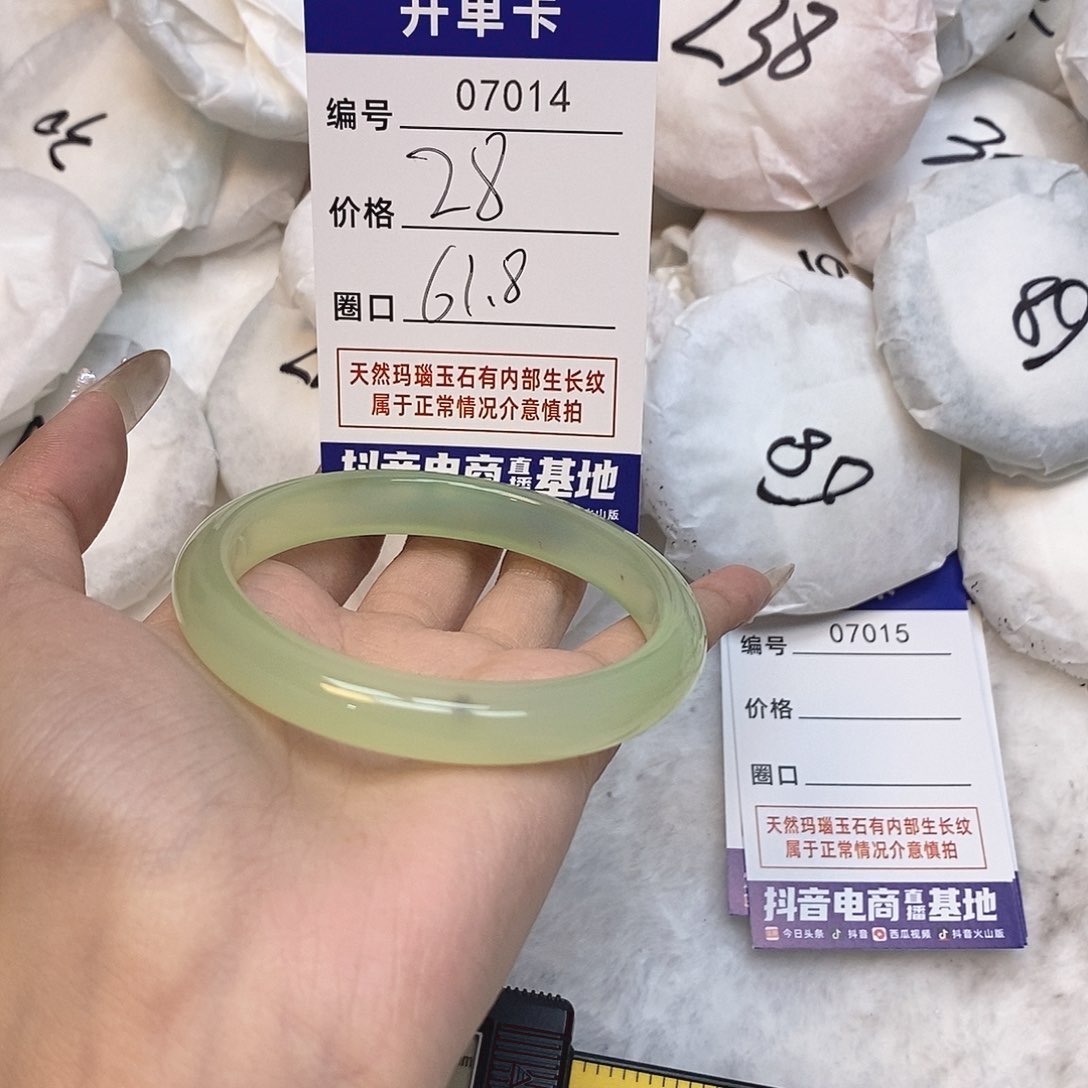 开单卡
编号 07014
价格 28
圈口 61.8
天然玛瑙玉石有内部生长纹
属于正常情况介意慎拍
抖音电商直播基地
火山版
238
89
80
编号 07015
价格
圈口
天然玛瑙玉石有内部生长纹
属于正常情况介意慎拍
抖音电商直播基地
今日头条 抖音 西瓜视频 抖音火山版